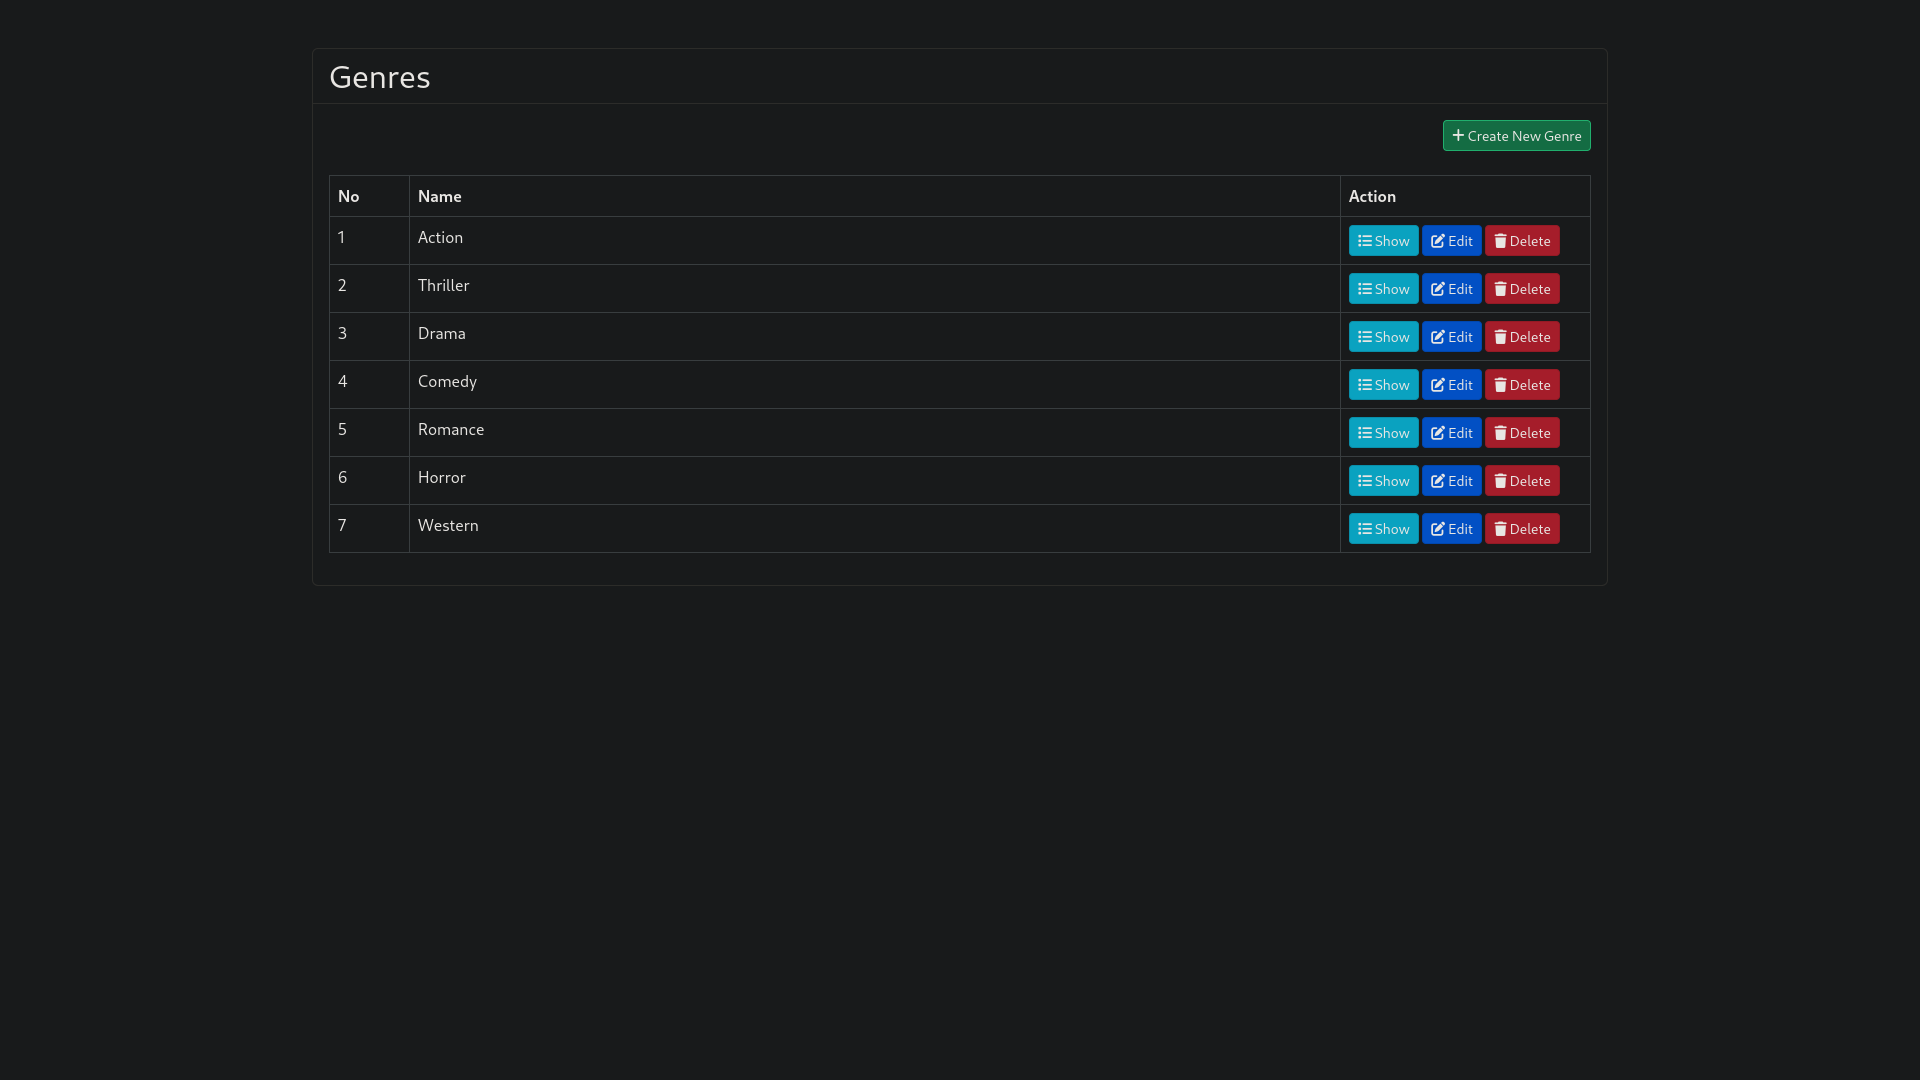 Genres
Create New Genre
No Name Action
1 Action Show Edit Delete
2 Thriller Show Edit Delete
3 Drama Show Edit Delete
4 Comedy Show Edit Delete
5 Romance Show Edit Delete
6 Horror Show Edit Delete
7 Western Show Edit Delete